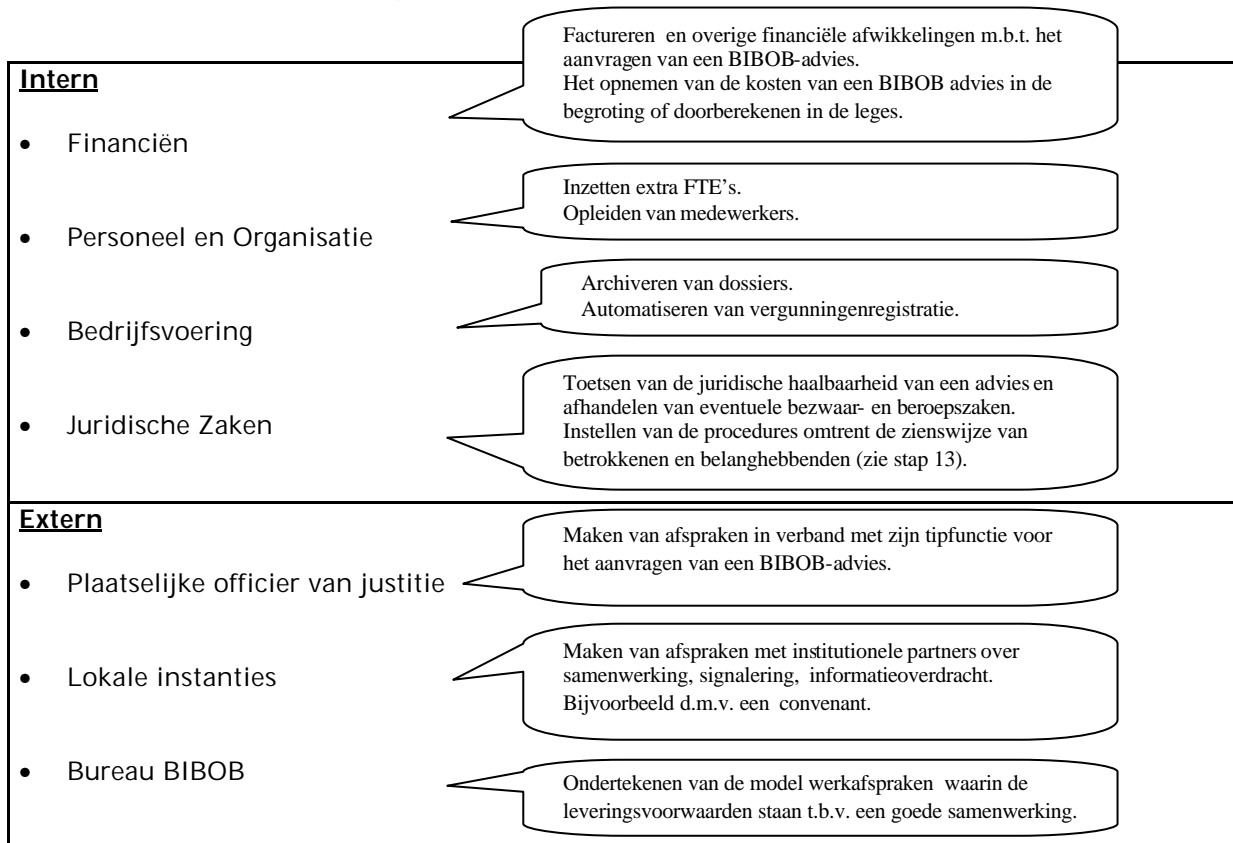 Factureren en overige financiële afwikkelingen m.b.t. het
aanvragen van een BIBOB-advies.
Het opnemen van de kosten van een BIBOB advies in de
begroting of doorberekenen in de leges.
Intern
• Financiën
Inzetten extra FTE’s.
Opleiden van medewerkers.
• Personeel en Organisatie
Archiveren van dossiers.
Automatiseren van vergunningenregistratie.
• Bedrijfsvoering
Toetsen van de juridische haalbaarheid van een advies en
afhandelen van eventuele bezwaar- en beroepszaken.
Instellen van de procedures omtrent de zienswijze van
betrokkenen en belanghebbenden (zie stap 13).
• Juridische Zaken
Extern
Maken van afspraken in verband met zijn tipfunctie voor
het aanvragen van een BIBOB-advies.
• Plaatselijke officier van justitie
Maken van afspraken met institutionele partners over
samenwerking, signalering, informatieoverdracht.
Bijvoorbeeld d.m.v. een convenant.
• Lokale instanties
• Bureau BIBOB
Ondertekenen van de model werkafspraken waarin de
leveringsvoorwaarden staan t.b.v. een goede samenwerking.